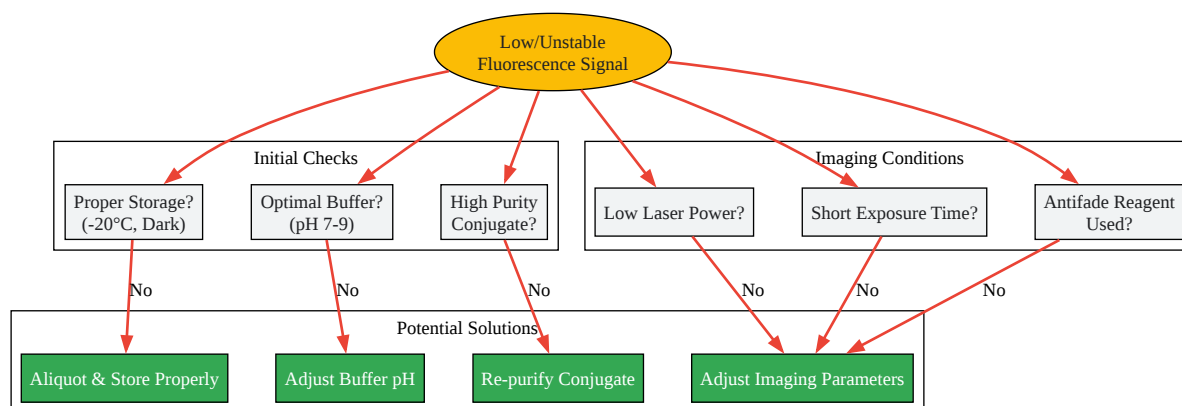 Low/Unstable
Fluorescence Signal
Initial Checks
Imaging Conditions
Proper Storage?
(-20°C, Dark)
Optimal Buffer?
(pH 7-9)
High Purity
Conjugate?
Low Laser Power?
Short Exposure Time?
Antifade Reagent
Used?
No
No
No
No
No
No
Potential Solutions
Aliquot & Store Properly
Adjust Buffer pH
Re-purify Conjugate
Adjust Imaging Parameters